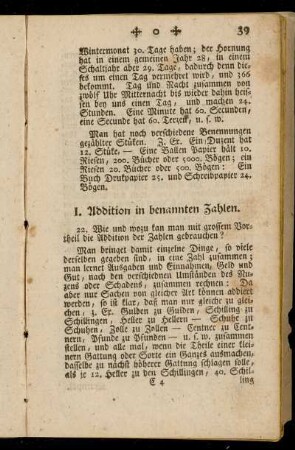 ✤ o ✤ 39
Wintermonat 30. Tage haben; der Hornung
hat in einem gemeinen Jahr 28, in einem
Schaltjahr aber 29. Tage, dadurch denn die-
ses um einen Tag vermehrt wird, und 366
bekommt. Tag und Nacht zusammen von
zwölf Uhr Mitternacht bis wieder dahin heis-
sen bey uns einen Tag, und machen 24.
Stunden. Eine Minute hat 60. Secunden,
eine Secunde hat 60. Terzen, u. s. w.
Man hat noch verschiedene Benennungen
gezählter Stüken. Z. Ex. Ein Duzent hat
12. Stüke. — Eine Ballen Papier hält 10.
Riesen, 200. Bücher oder 5000. Bögen; ein
Riesen 20. Bücher oder 500. Bögen: Ein
Buch Drukpapier 25. und Schreibpapier 24.
Bögen.
I. Addition in benannten Zahlen.
22. Wie und wozu kan man mit grossem Vor-
theil die Addition der Zahlen gebrauchen?
Man bringet damit einzelne Dinge, so viele
derselben gegeben sind, in eine Zahl zusammen;
man lernet Ausgaben und Einnahmen, Geld und
Gut, nach den verschiedenen Umständen des Nu-
zens oder Schadens, zusammen rechnen: Da
aber nur Sachen von gleicher Art können addiert
werden, so ist klar, daß man nur gleiche zu glei-
chen, z. Ex. Gulden zu Gulden, Schilling zu
Schillingen, Heller zu Hellern — Schuhe zu
Schuhen, Zolle zu Zollen — Centner zu Cent-
nern, Pfunde zu Pfunden — u. s. w. zusammen
stellen, und alle mal, wenn die Theile einer klei-
nern Gattung oder Sorte ein Ganzes ausmachen,
dasselbe zu nächst höherer Gattung schlagen solle,
als je 12. Heller zu den Schillingen, 40. Schil-
C 4 ling